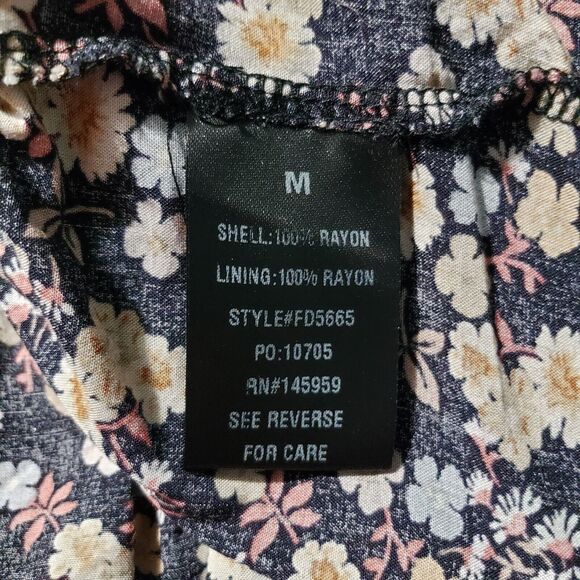 M
SHELL:100% RAYON
LINING:100% RAYON
STYLE#FD5665
PO:10705
RN#145959
SEE REVERSE
FOR CARE